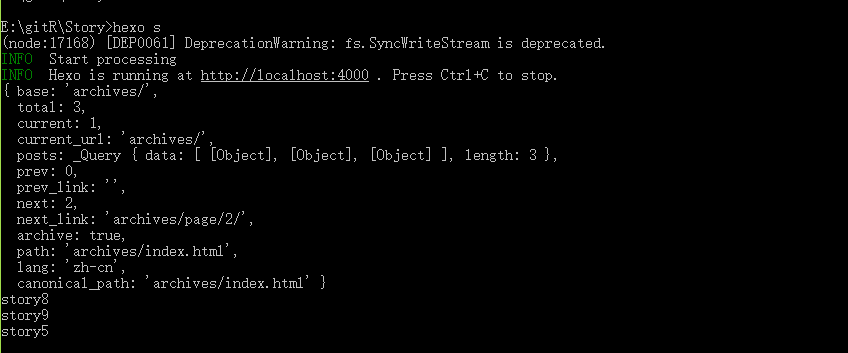 E:\gitR\Story>hexo s
(node:17168) [DEP0061] DeprecationWarning: fs.SyncWriteStream is deprecated.
INFO  Start processing
INFO  Hexo is running at http://localhost:4000 . Press Ctrl+C to stop.
{ base: 'archives/',
  total: 3,
  current: 1,
  current_url: 'archives/',
  posts: _Query { data: [ [Object], [Object], [Object] ], length: 3 },
  prev: 0,
  prev_link: '',
  next: 2,
  next_link: 'archives/page/2/',
  archive: true,
  path: 'archives/index.html',
  lang: 'zh-cn',
  canonical_path: 'archives/index.html' }
story8
story9
story5